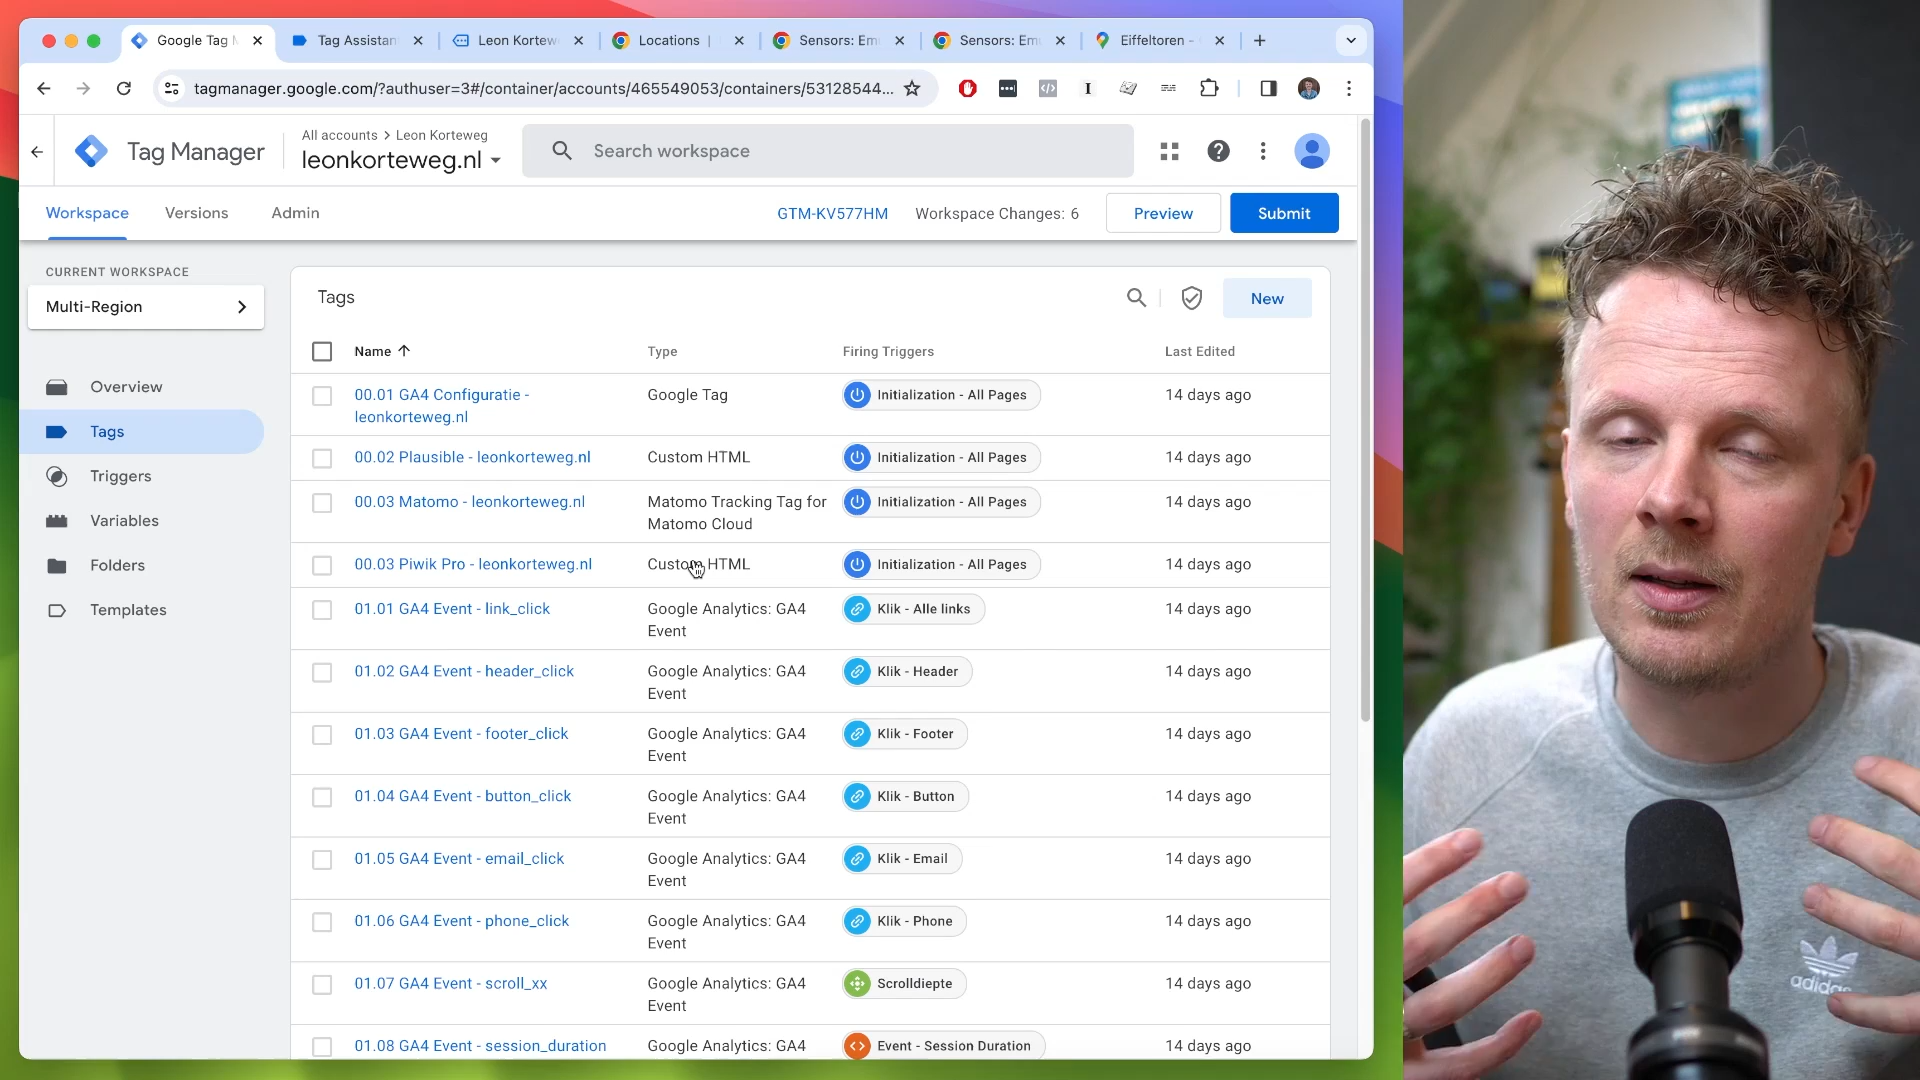 Google Tag M
Tag Assistan
Leon Kortew
Locations |
Sensors: Em
Sensors: Emu
Eiffeltoren -
tagmanager.google.com/?authuser=3#/container/accounts/465549053/containers/53128544...
Tag Manager
All accounts > Leon Korteweg
leonkorteweg.nl
Search workspace
Workspace
Versions
Admin
GTM-KV577HM
Workspace Changes: 6
Preview
Submit
CURRENT WORKSPACE
Multi-Region
Overview
Tags
Triggers
Variables
Folders
Templates
Tags
New
Name Type Firing Triggers Last Edited
00.01 GA4 Configuratie - Google Tag Initialization - All Pages 14 days ago
leonkorteweg.nl
00.02 Plausible - leonkorteweg.nl Custom HTML Initialization - All Pages 14 days ago
00.03 Matomo - leonkorteweg.nl Matomo Tracking Tag for Initialization - All Pages 14 days ago
Matomo Cloud
00.03 Piwik Pro - leonkorteweg.nl Custom HTML Initialization - All Pages 14 days ago
01.01 GA4 Event - link_click Google Analytics: GA4 Klik - Alle links 14 days ago
Event
01.02 GA4 Event - header_click Google Analytics: GA4 Klik - Header 14 days ago
Event
01.03 GA4 Event - footer_click Google Analytics: GA4 Klik - Footer 14 days ago
Event
01.04 GA4 Event - button_click Google Analytics: GA4 Klik - Button 14 days ago
Event
01.05 GA4 Event - email_click Google Analytics: GA4 Klik - Email 14 days ago
Event
01.06 GA4 Event - phone_click Google Analytics: GA4 Klik - Phone 14 days ago
Event
01.07 GA4 Event - scroll_xx Google Analytics: GA4 Scrolldiepte 14 days ago
Event
01.08 GA4 Event - session_duration Google Analytics: GA4 Event - Session Duration 14 days ago
adidas